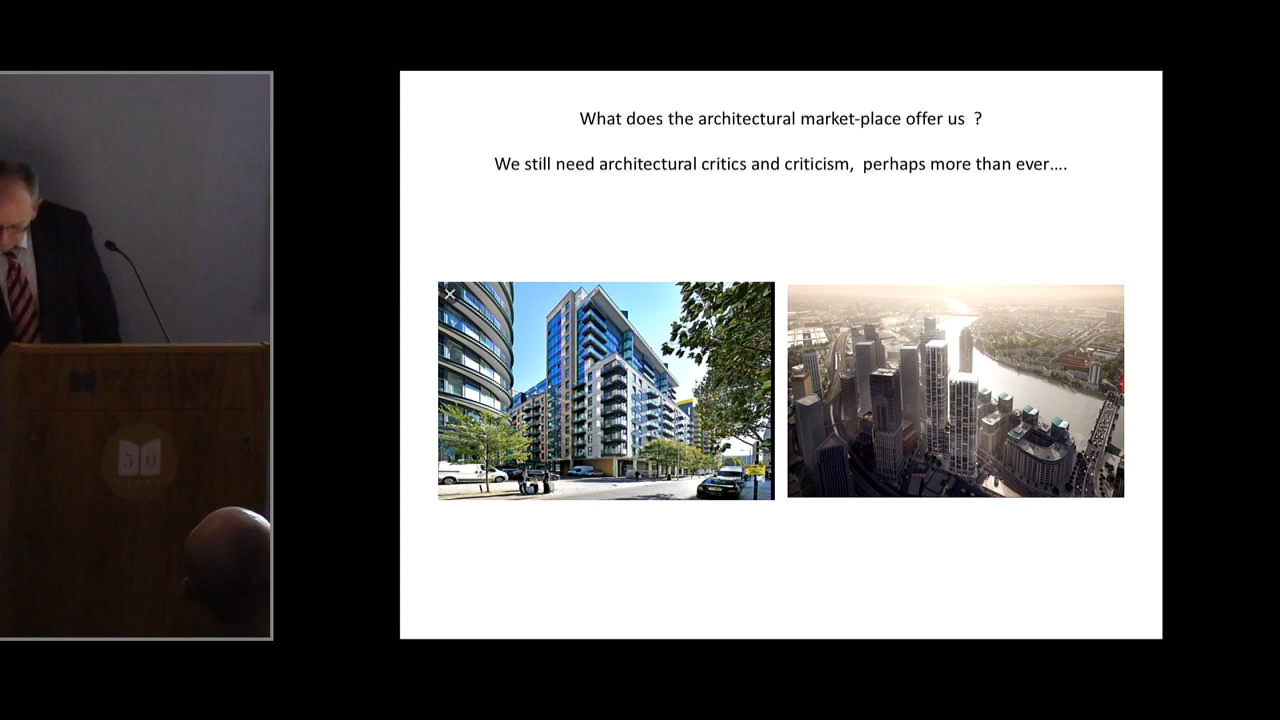 What does the architectural market-place offer us ?
We still need architectural critics and criticism, perhaps more than ever….
50